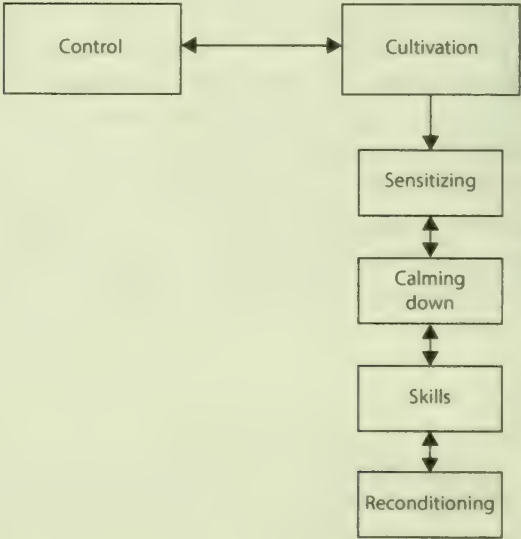 Control
Cultivation
Sensitizing
Calming
down
Skills
Reconditioning